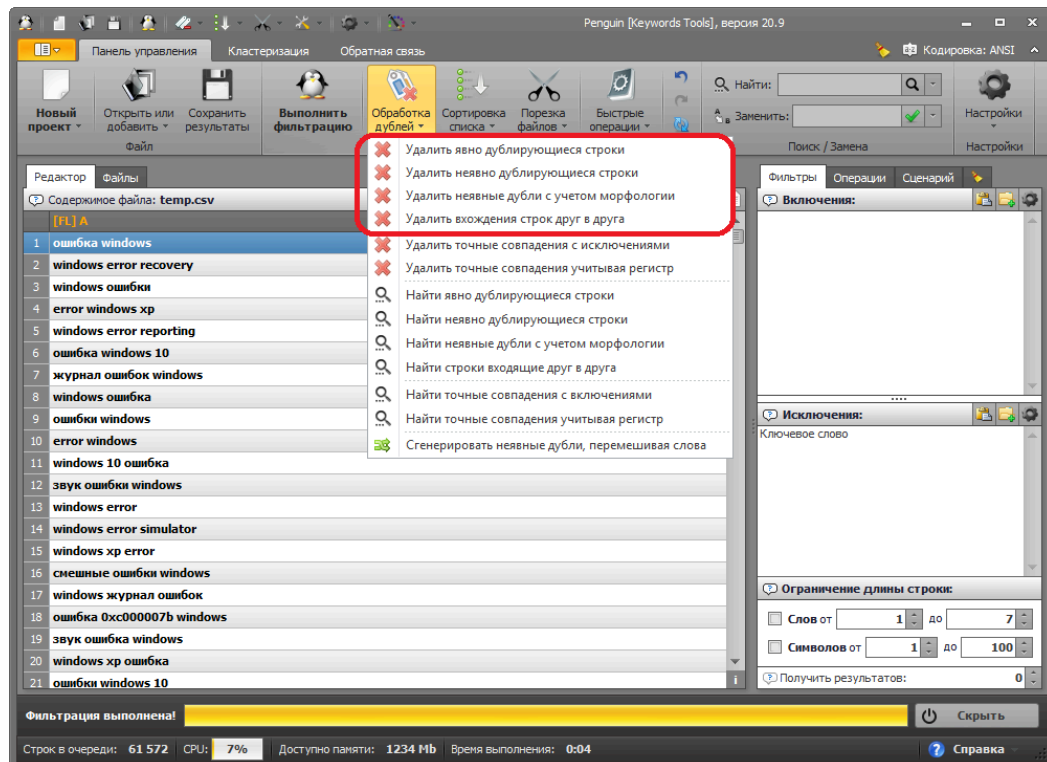 Penguin [Keywords Tools], версия 20.9
Панель управления
Кластеризация
Обратная связь
Кодировка: ANSI
Новый проект
Открыть или добавить
Сохранить результаты
Выполнить фильтрацию
Обработка дублей
Сортировка списка
Порезка файлов
Быстрые операции
Найти:
Заменить:
Настройки
Файл
Поиск / Замена
Настройки
Удалить явно дублирующиеся строки
Удалить неявно дублирующиеся строки
Удалить неявные дубли с учетом морфологии
Удалить вхождения строк друг в друга
Удалить точные совпадения с исключениями
Удалить точные совпадения учитывая регистр
Найти явно дублирующиеся строки
Найти неявно дублирующиеся строки
Найти неявные дубли с учетом морфологии
Найти строки входящие друг в друга
Найти точные совпадения с включениями
Найти точные совпадения учитывая регистр
Сгенерировать неявные дубли, перемешивая слова
Редактор
Файлы
Содержимое файла: temp.csv
[FL] A
1 ошибка windows
2 windows error recovery
3 windows ошибки
4 error windows xp
5 windows error reporting
6 ошибка windows 10
7 журнал ошибок windows
8 windows ошибка
9 ошибки windows
10 error windows
11 windows 10 ошибка
12 звук ошибки windows
13 windows error
14 windows error simulator
15 windows xp error
16 смешные ошибки windows
17 windows журнал ошибок
18 ошибка 0xc000007b windows
19 звук ошибка windows
20 windows xp ошибка
21 ошибки windows 10
Фильтры
Операции
Сценарий
Включения:
Исключения:
Ключевое слово
Ограничение длины строки:
Слов от 1 до 7
Символов от 1 до 100
Получить результатов: 0
Фильтрация выполнена!
Скрыть
Строк в очереди: 61 572
CPU: 7%
Доступно памяти: 1234 Mb
Время выполнения: 0:04
Справка